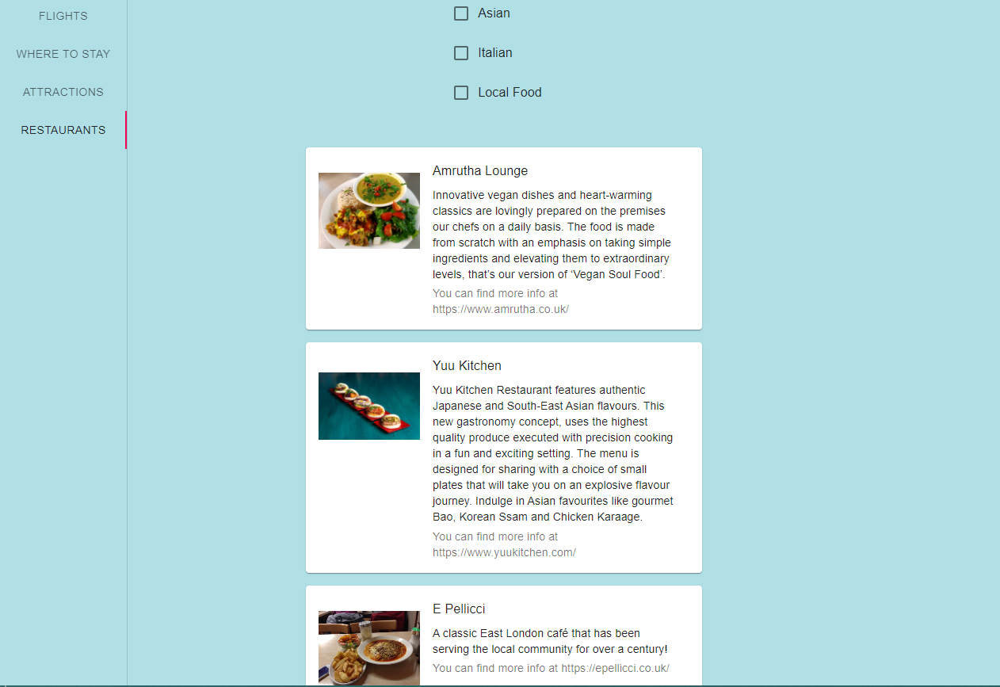 FLIGHTS
WHERE TO STAY
ATTRACTIONS
RESTAURANTS
Asian
Italian
Local Food
Amrutha Lounge
Innovative vegan dishes and heart-warming
classics are lovingly prepared on the premises
our chefs on a daily basis. The food is made
from scratch with an emphasis on taking simple
ingredients and elevating them to extraordinary
levels, that’s our version of ‘Vegan Soul Food’.
You can find more info at
https://www.amrutha.co.uk/
Yuu Kitchen
Yuu Kitchen Restaurant features authentic
Japanese and South-East Asian flavours. This
new gastronomy concept, uses the highest
quality produce executed with precision cooking
in a fun and exciting setting. The menu is
designed for sharing with a choice of small
plates that will take you on an explosive flavour
journey. Indulge in Asian favourites like gourmet
Bao, Korean Ssam and Chicken Karaage.
You can find more info at
https://www.yuukitchen.com/
E Pellicci
A classic East London café that has been
serving the local community for over a century!
You can find more info at https://epellicci.co.uk/